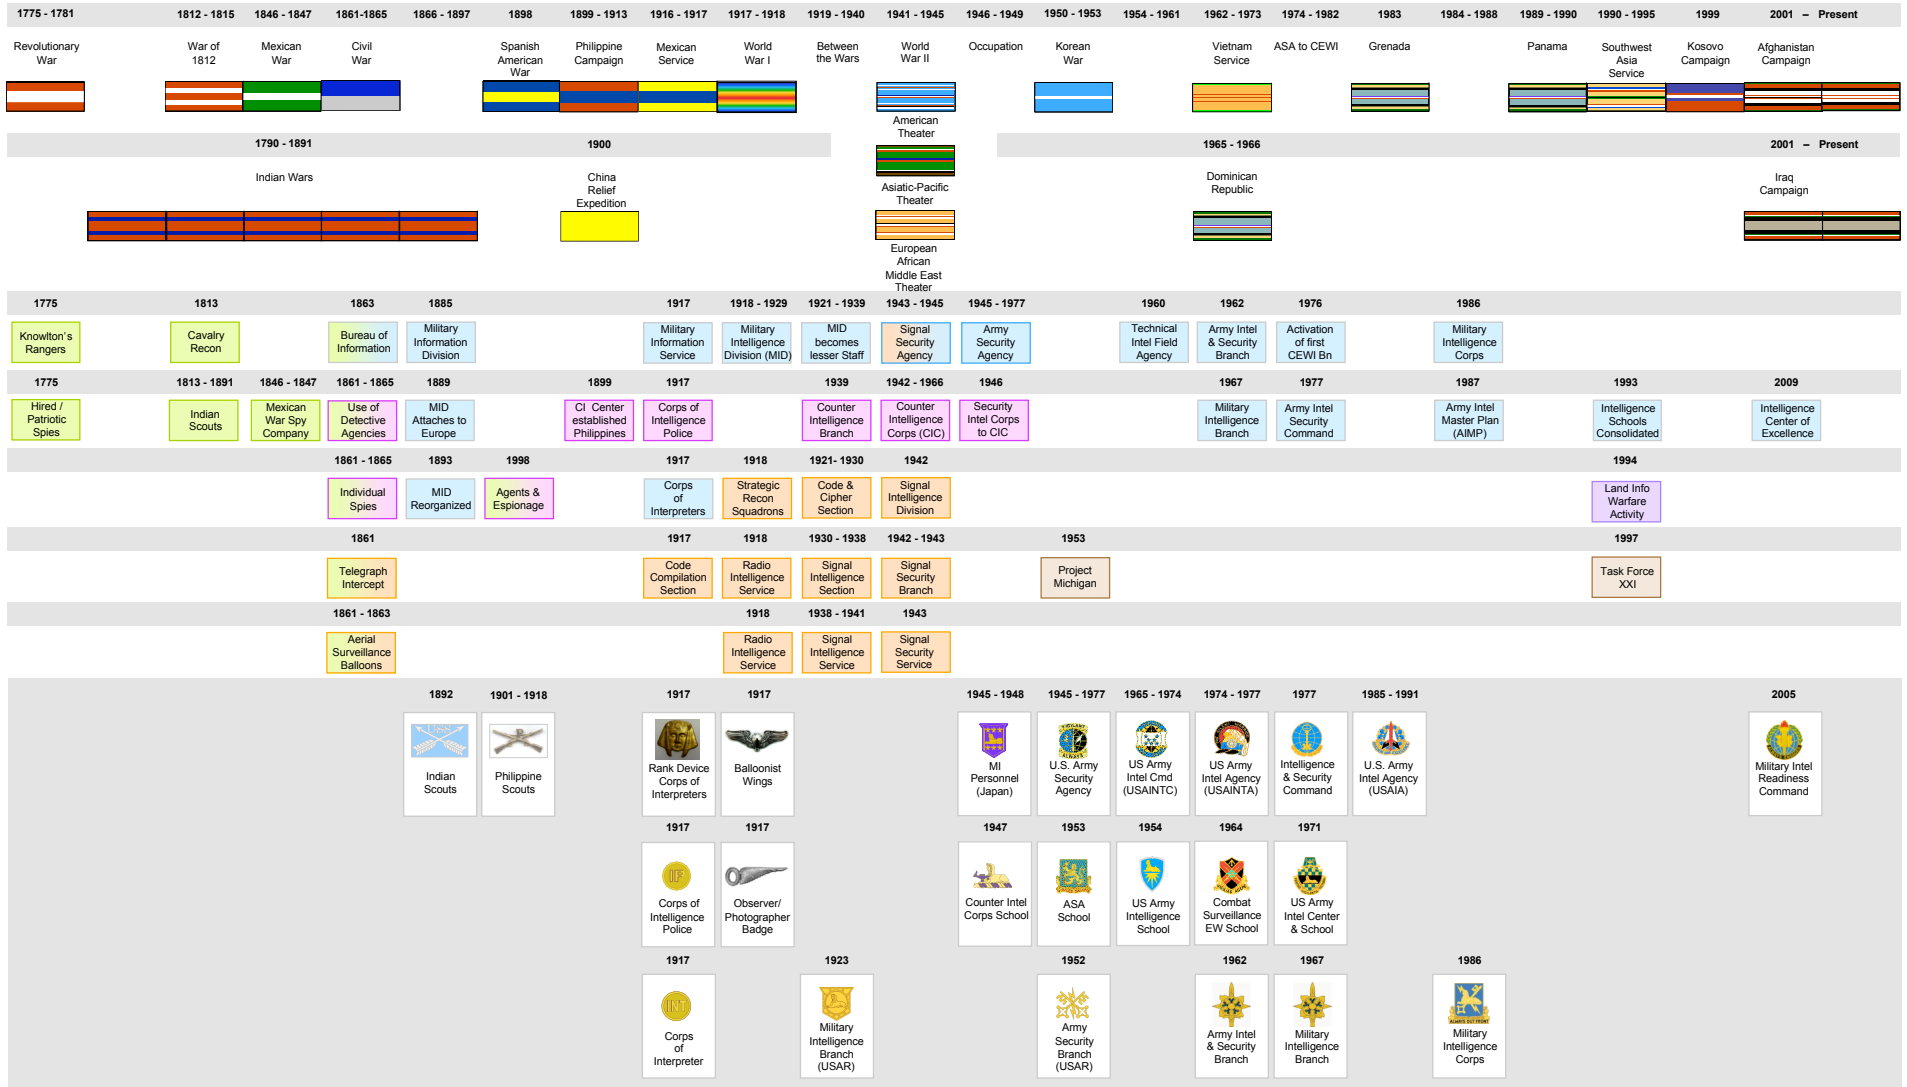 1775 - 1781 1812 - 1815 1846 - 1847 1861-1865 1866 - 1897 1898 1899 - 1913 1916 - 1917 1917 - 1918 1919 - 1940 1941 - 1945 1946 - 1949 1950 - 1953 1954 - 1961 1962 - 1973 1974 - 1982 1983 1984 - 1988 1989 - 1990 1990 - 1995 1999 2001 – Present
Revolutionary
War
War of
1812
Mexican
War
Civil
War
Spanish
American
War
Philippine
Campaign
Mexican
Service
World
War I
Between
the Wars
World
War II
Occupation
Korean
War
Vietnam
Service
ASA to CEWI
Grenada
Panama
Southwest
Asia
Service
Kosovo
Campaign
Afghanistan
Campaign
American
Theater
1790 - 1891 1900 1965 - 1966 2001 – Present
Indian Wars
China
Relief
Expedition
Asiatic-Pacific
Theater
Dominican
Republic
Iraq
Campaign
European
African
Middle East
Theater
1775 1813 1863 1885 1917 1918 - 1929 1921 - 1939 1943 - 1945 1945 - 1977 1960 1962 1976 1986
Knowlton's
Rangers
Cavalry
Recon
Bureau of
Information
Military
Information
Division
Military
Information
Service
Military
Intelligence
Division (MID)
MID
becomes
lesser Staff
Signal
Security
Agency
Army
Security
Agency
Technical
Intel Field
Agency
Army Intel
& Security
Branch
Activation
of first
CEWI Bn
Military
Intelligence
Corps
1775 1813 - 1891 1846 - 1847 1861 - 1865 1889 1899 1917 1939 1942 - 1966 1946 1967 1977 1987 1993 2009
Hired /
Patriotic
Spies
Indian
Scouts
Mexican
War Spy
Company
Use of
Detective
Agencies
MID
Attaches to
Europe
CI Center
established
Philippines
Corps of
Intelligence
Police
Counter
Intelligence
Branch
Counter
Intelligence
Corps (CIC)
Security
Intel Corps
to CIC
Military
Intelligence
Branch
Army Intel
Security
Command
Army Intel
Master Plan
(AIMP)
Intelligence
Schools
Consolidated
Intelligence
Center of
Excellence
1861 - 1865 1893 1998 1917 1918 1921- 1930 1942 1994
Individual
Spies
MID
Reorganized
Agents &
Espionage
Corps
of
Interpreters
Strategic
Recon
Squadrons
Code &
Cipher
Section
Signal
Intelligence
Division
Land Info
Warfare
Activity
1861 1917 1918 1930 - 1938 1942 - 1943 1953 1997
Telegraph
Intercept
Code
Compilation
Section
Radio
Intelligence
Service
Signal
Intelligence
Section
Signal
Security
Branch
Project
Michigan
Task Force
XXI
1861 - 1863 1918 1938 - 1941 1943
Aerial
Surveillance
Balloons
Radio
Intelligence
Service
Signal
Intelligence
Service
Signal
Security
Service
1892 1901 - 1918 1917 1917 1945 - 1948 1945 - 1977 1965 - 1974 1974 - 1977 1977 1985 - 1991 2005
Indian
Scouts
Philippine
Scouts
Rank Device
Corps of
Interpreters
Balloonist
Wings
MI
Personnel
(Japan)
VIGILANT
ALWAYS
U.S. Army
Security
Agency
US Army
Intel Cmd
(USAINTC)
US Army
Intel Agency
(USAINTA)
Intelligence
& Security
Command
U.S. Army
Intel Agency
(USAIA)
Military Intel
Readiness
Command
1917 1917 1947 1953 1954 1964 1971
IP
Corps of
Intelligence
Police
Observer/
Photographer
Badge
Counter Intel
Corps School
ASA
School
US Army
Intelligence
School
Combat
Surveillance
EW School
US Army
Intel Center
& School
1917 1923 1952 1962 1967 1986
INT
Corps
of
Interpreter
Military
Intelligence
Branch
(USAR)
Army
Security
Branch
(USAR)
Army Intel
& Security
Branch
Military
Intelligence
Branch
ALWAYS OUT FRONT
Military
Intelligence
Corps